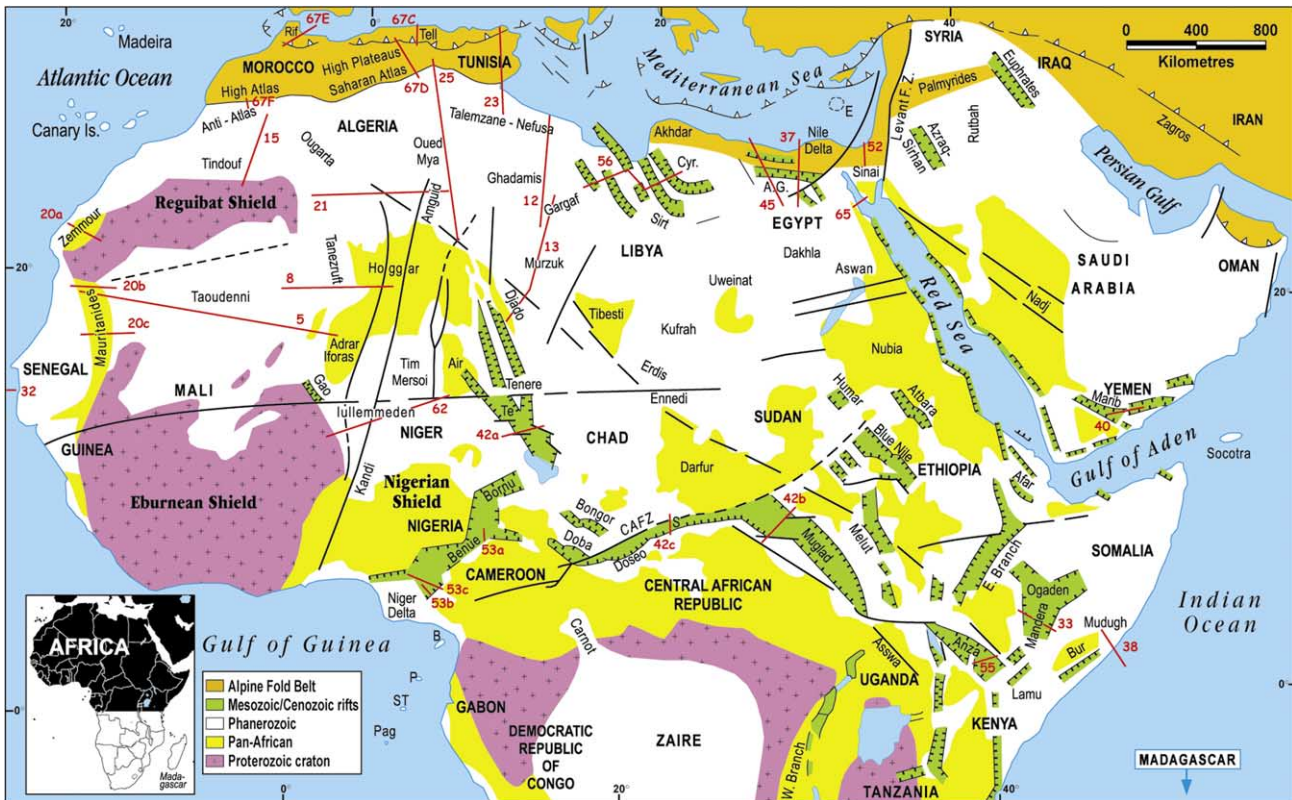 20°
0°
20°
40°
67E
67C
Madeira
Rif
Tell
SYRIA
0 400 800
Kilometres
Atlantic Ocean
MOROCCO
High Plateaus
TUNISIA
Saharan Atlas
67D
25
Mediterranean Sea
Palmyrides
Euphrates
IRAQ
High Atlas
67F
Anti - Atlas
23
E
Levant F. Z.
Zagros
IRAN
Canary Is.
15
ALGERIA
Talemzane - Nefusa
Akhdar
37
Nile
Delta
52
Azraq-
Sirhan
Rutbah
Tindouf
Ougarta
Oued
Mya
56
Cyr.
Sinai
Persian Gulf
Reguibat Shield
21
Amguid
Ghadamis
12
Gargaf
Sirt
A.G.
45
EGYPT
65
20a
Zemmour
13
LIBYA
Dakhla
20°
20°
Tanezruft
Hoggar
Murzuk
Aswan
SAUDI
ARABIA
OMAN
20b
8
Taoudenni
Djado
Tibesti
Uweinat
Red Sea
Nadj
Mauritanides
20c
5
Adrar
Iforas
Kufrah
Nubia
SENEGAL
32
MALI
Gao
Tim
Mersoi
Air
Tenere
Erdis
Ennedi
Humar
Atbara
YEMEN
Marib
40
Iullemmeden
62
Te
NIGER
42a
CHAD
SUDAN
Blue Nile
Gulf of Aden
Socotra
GUINEA
Eburnean Shield
Kandi
Nigerian
Shield
Darfur
ETHIOPIA
Afar
NIGERIA
Bornu
Bongor
CAFZ
S
42b
Benue
53a
Doba
Doseo
42c
Muglad
Melut
E. Branch
SOMALIA
CAMEROON
CENTRAL AFRICAN
REPUBLIC
Ogaden
Niger
Delta
53c
53b
Mandera
33
Mudugh
38
Indian
Ocean
AFRICA
Gulf of Guinea
B
Carnot
Asswa
Anza
55
Bur
Alpine Fold Belt
Mesozoic/Cenozoic rifts
Phanerozoic
Pan-African
Proterozoic craton
P
ST
Pag
GABON
UGANDA
Lamu
KENYA
DEMOCRATIC
REPUBLIC
OF
CONGO
ZAIRE
W. Branch
TANZANIA
MADAGASCAR
Mada-
gascar
0°
0°
0°
20°
40°